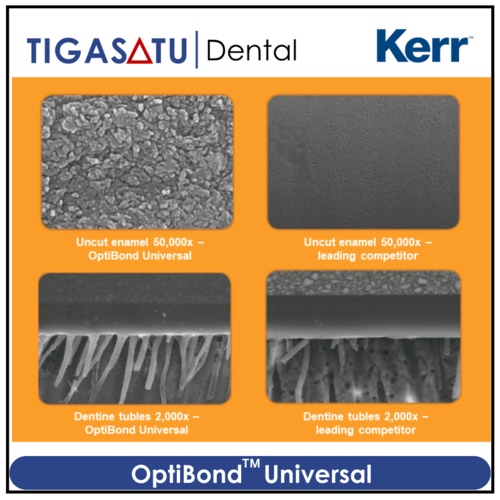 TIGASATU | Dental
Kerr™
Uncut enamel 50,000x –
OptiBond Universal
Uncut enamel 50,000x –
leading competitor
Dentine tubles 2,000x –
OptiBond Universal
Dentine tubles 2,000x –
leading competitor
OptiBond™ Universal